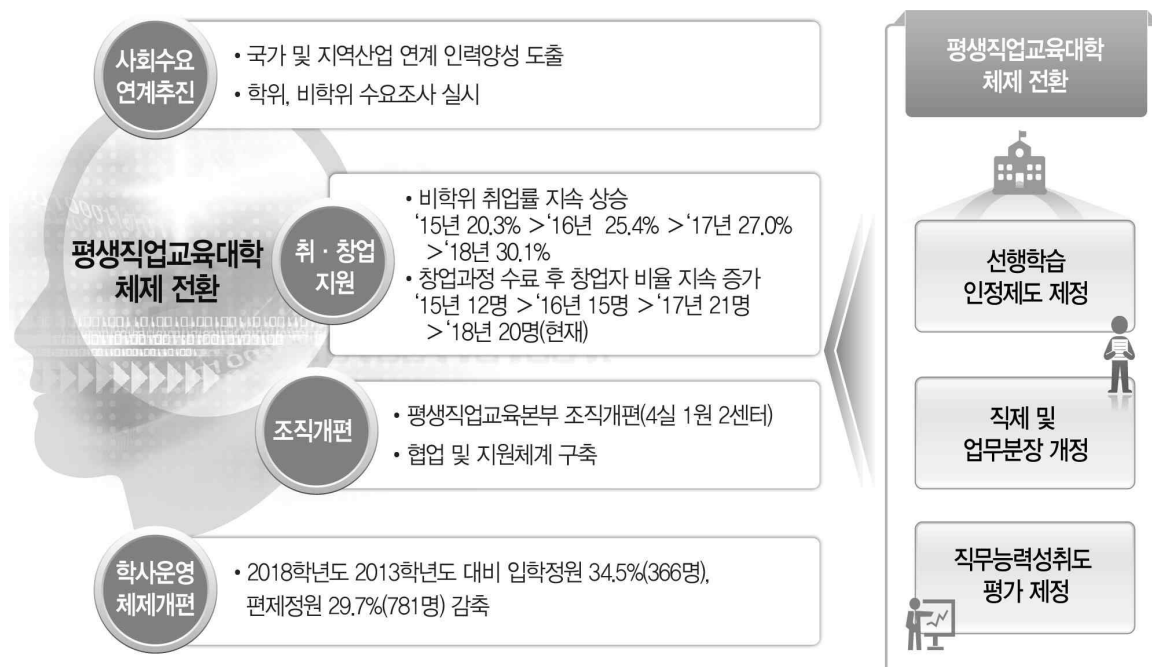 사회수요
연계추진
• 국가 및 지역산업 연계 인력양성 도출
• 학위, 비학위 수요조사 실시
평생직업교육대학
체제 전환
취 · 창업
지원
• 비학위 취업률 지속 상승
‘15년 20.3% >‘16년 25.4% >‘17년 27.0%
>‘18년 30.1%
• 창업과정 수료 후 창업자 비율 지속 증가
‘15년 12명 >‘16년 15명 >‘17년 21명
>‘18년 20명(현재)
조직개편
• 평생직업교육본부 조직개편(4실 1원 2센터)
• 협업 및 지원체계 구축
학사운영
체제개편
• 2018학년도 2013학년도 대비 입학정원 34.5%(366명),
편제정원 29.7%(781명) 감축
평생직업교육대학
체제 전환
선행학습
인정제도 제정
직제 및
업무분장 개정
직무능력성취도
평가 제정